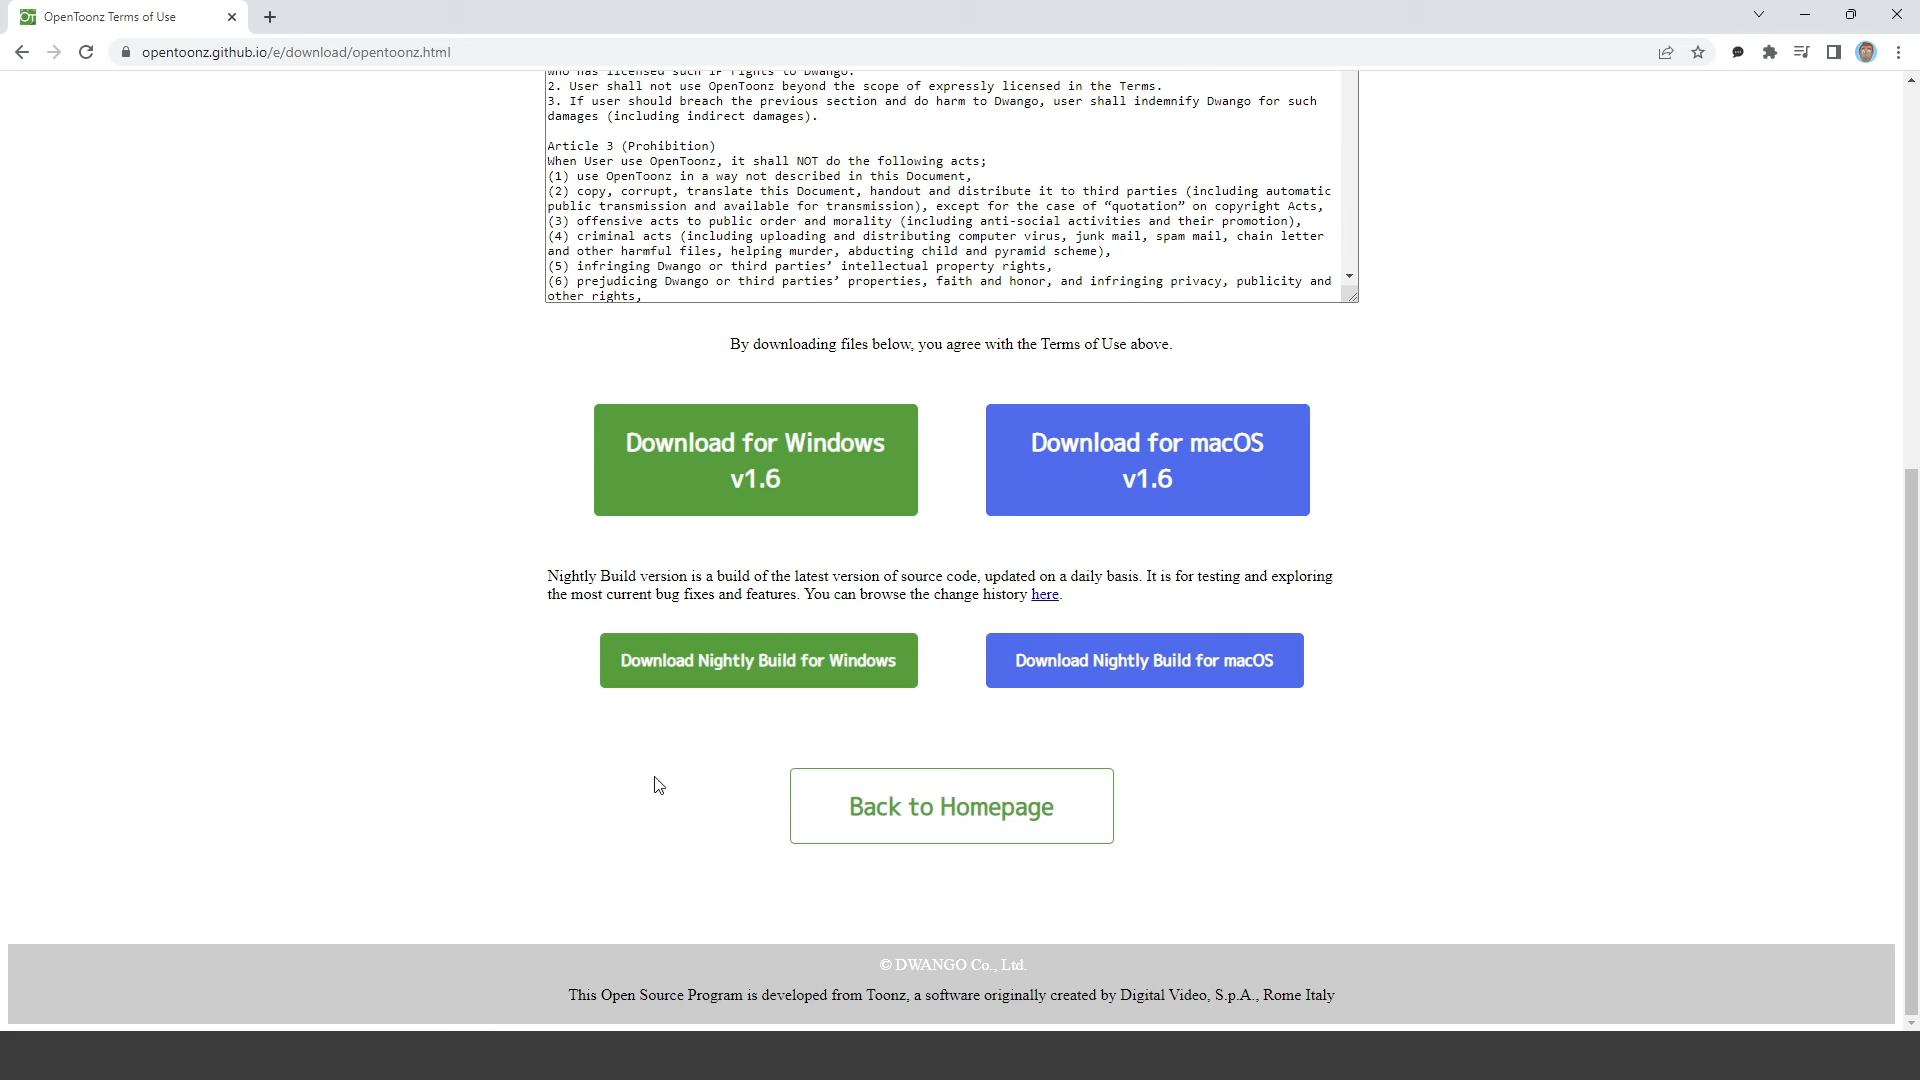 OpenToonz Terms of Use
opentoonz.github.io/e/download/opentoonz.html
who has licensed such IP rights to Dwango.
2. User shall not use OpenToonz beyond the scope of expressly licensed in the Terms.
3. If user should breach the previous section and do harm to Dwango, user shall indemnify Dwango for such
damages (including indirect damages).
Article 3 (Prohibition)
When User use OpenToonz, it shall NOT do the following acts;
(1) use OpenToonz in a way not described in this Document,
(2) copy, corrupt, translate this Document, handout and distribute it to third parties (including automatic
public transmission and available for transmission), except for the case of “quotation” on copyright Acts,
(3) offensive acts to public order and morality (including anti-social activities and their promotion),
(4) criminal acts (including uploading and distributing computer virus, junk mail, spam mail, chain letter
and other harmful files, helping murder, abducting child and pyramid scheme),
(5) infringing Dwango or third parties’ intellectual property rights,
(6) prejudicing Dwango or third parties’ properties, faith and honor, and infringing privacy, publicity and
other rights,
By downloading files below, you agree with the Terms of Use above.
Download for Windows
v1.6
Download for macOS
v1.6
Nightly Build version is a build of the latest version of source code, updated on a daily basis. It is for testing and exploring
the most current bug fixes and features. You can browse the change history here.
Download Nightly Build for Windows
Download Nightly Build for macOS
Back to Homepage
© DWANGO Co., Ltd.
This Open Source Program is developed from Toonz, a software originally created by Digital Video, S.p.A., Rome Italy